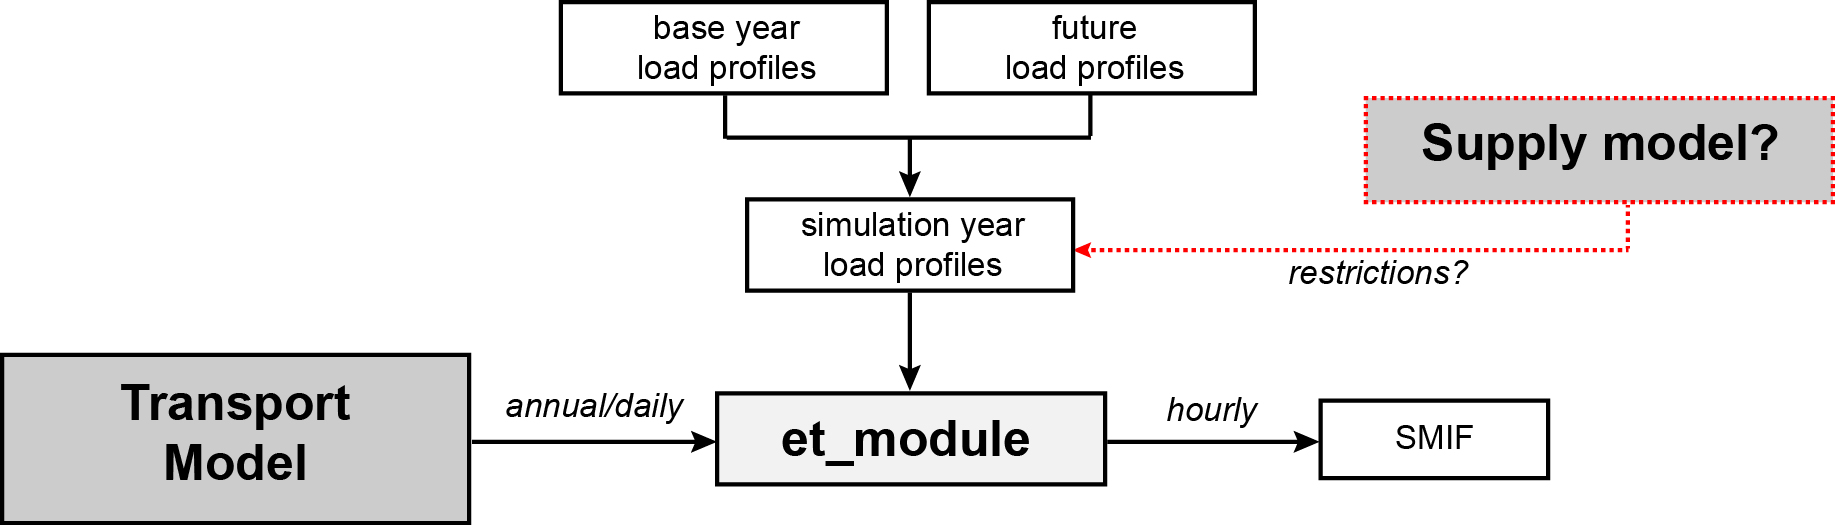 base year
load profiles
future
load profiles
Supply model?
simulation year
load profiles
restrictions?
Transport
Model
annual/daily
et_module
hourly
SMIF